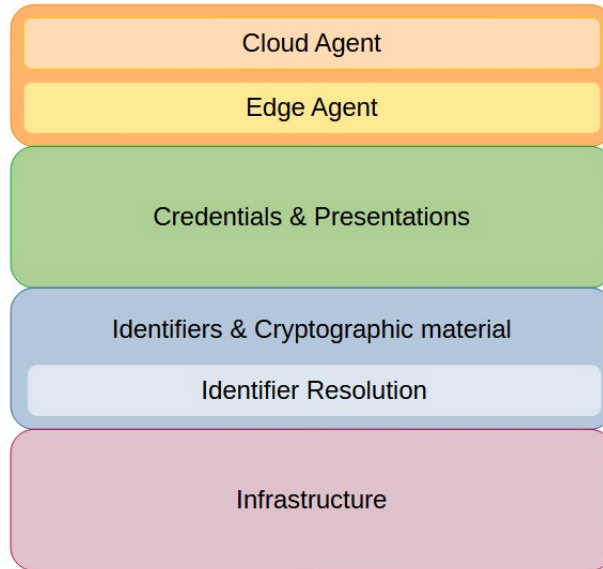 Cloud Agent
Edge Agent
Credentials & Presentations
Identifiers & Cryptographic material
Identifier Resolution
Infrastructure